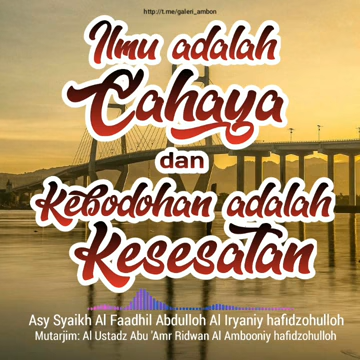 http://t.me/galeri_ambon
Ilmu adalah
Cahaya
dan
Kebodohan adalah
Kesesatan
Asy Syaikh Al Faadhil Abdulloh Al Iryaniy hafidzohulloh
Mutarjim: Al Ustadz Abu 'Amr Ridwan Al Ambooniy hafidzohulloh